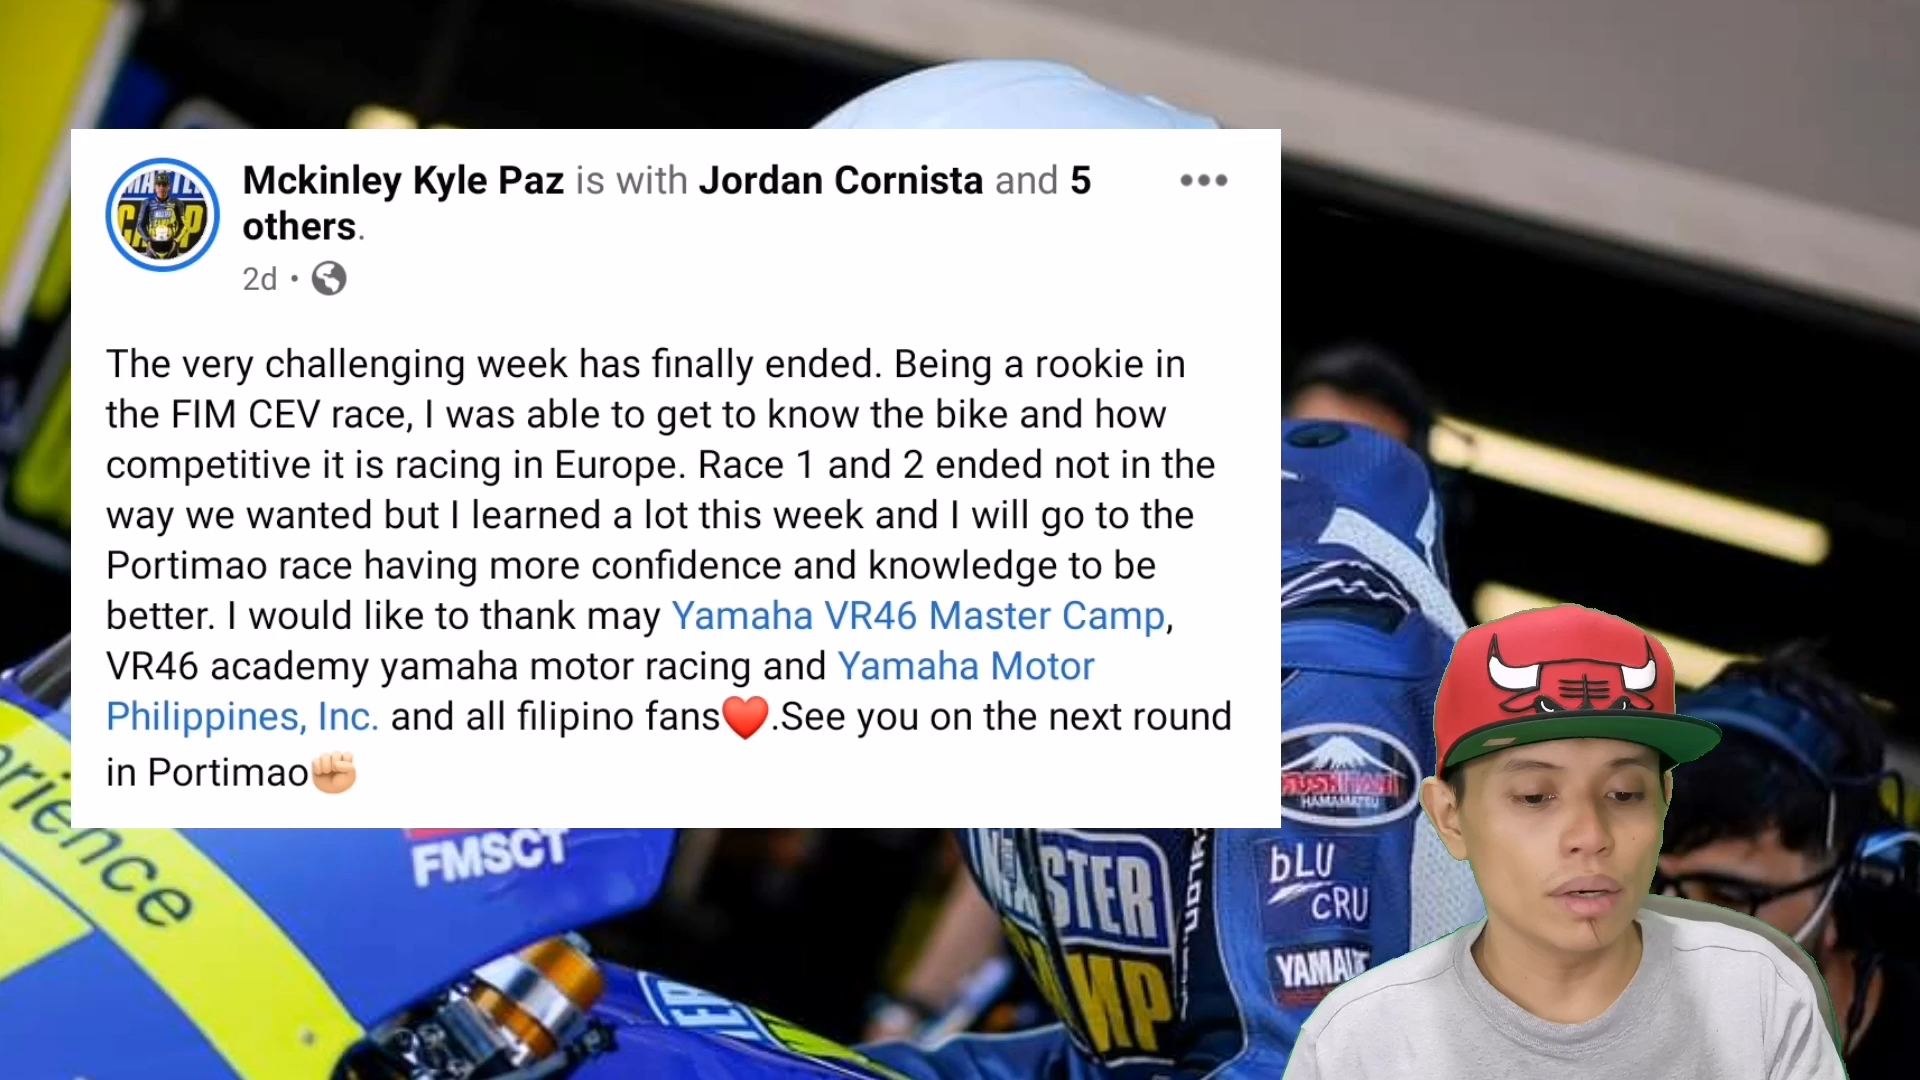 Mckinley Kyle Paz is with Jordan Cornista and 5
others.
2d
The very challenging week has finally ended. Being a rookie in
the FIM CEV race, I was able to get to know the bike and how
competitive it is racing in Europe. Race 1 and 2 ended not in the
way we wanted but I learned a lot this week and I will go to the
Portimao race having more confidence and knowledge to be
better. I would like to thank may Yamaha VR46 Master Camp,
VR46 academy yamaha motor racing and Yamaha Motor
Philippines, Inc. and all filipino fans❤️.See you on the next round
in Portimao✊🏻
FMSCT
HAMAMATSU
bLU
CRU